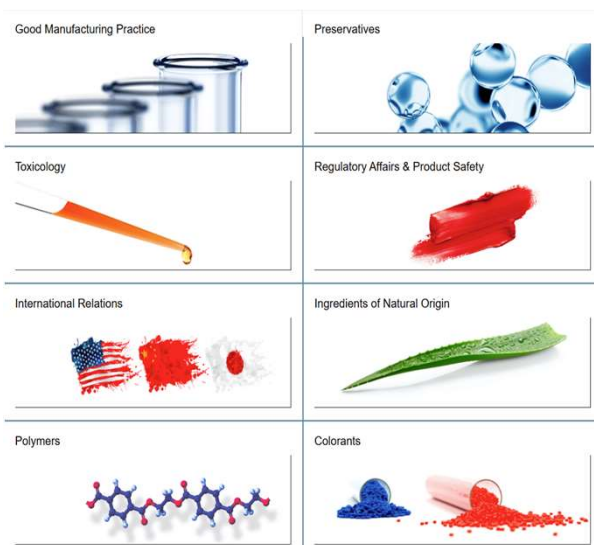 Good Manufacturing Practice
Preservatives
Toxicology
Regulatory Affairs & Product Safety
International Relations
Ingredients of Natural Origin
Polymers
Colorants